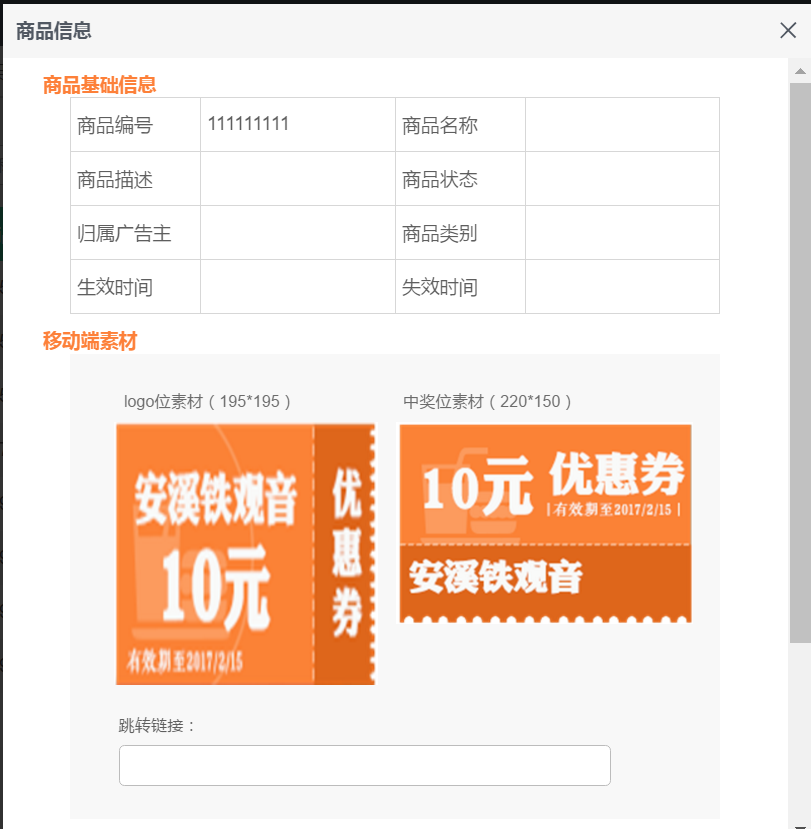 商品信息
商品基础信息
商品编号 111111111 商品名称
商品描述 商品状态
归属广告主 商品类别
生效时间 失效时间
移动端素材
logo位素材（195*195） 中奖位素材（220*150）
安溪铁观音
10元
有效期至2017/2/15
优惠券
10元 优惠券
|有效期至2017/2/15|
安溪铁观音
跳转链接：